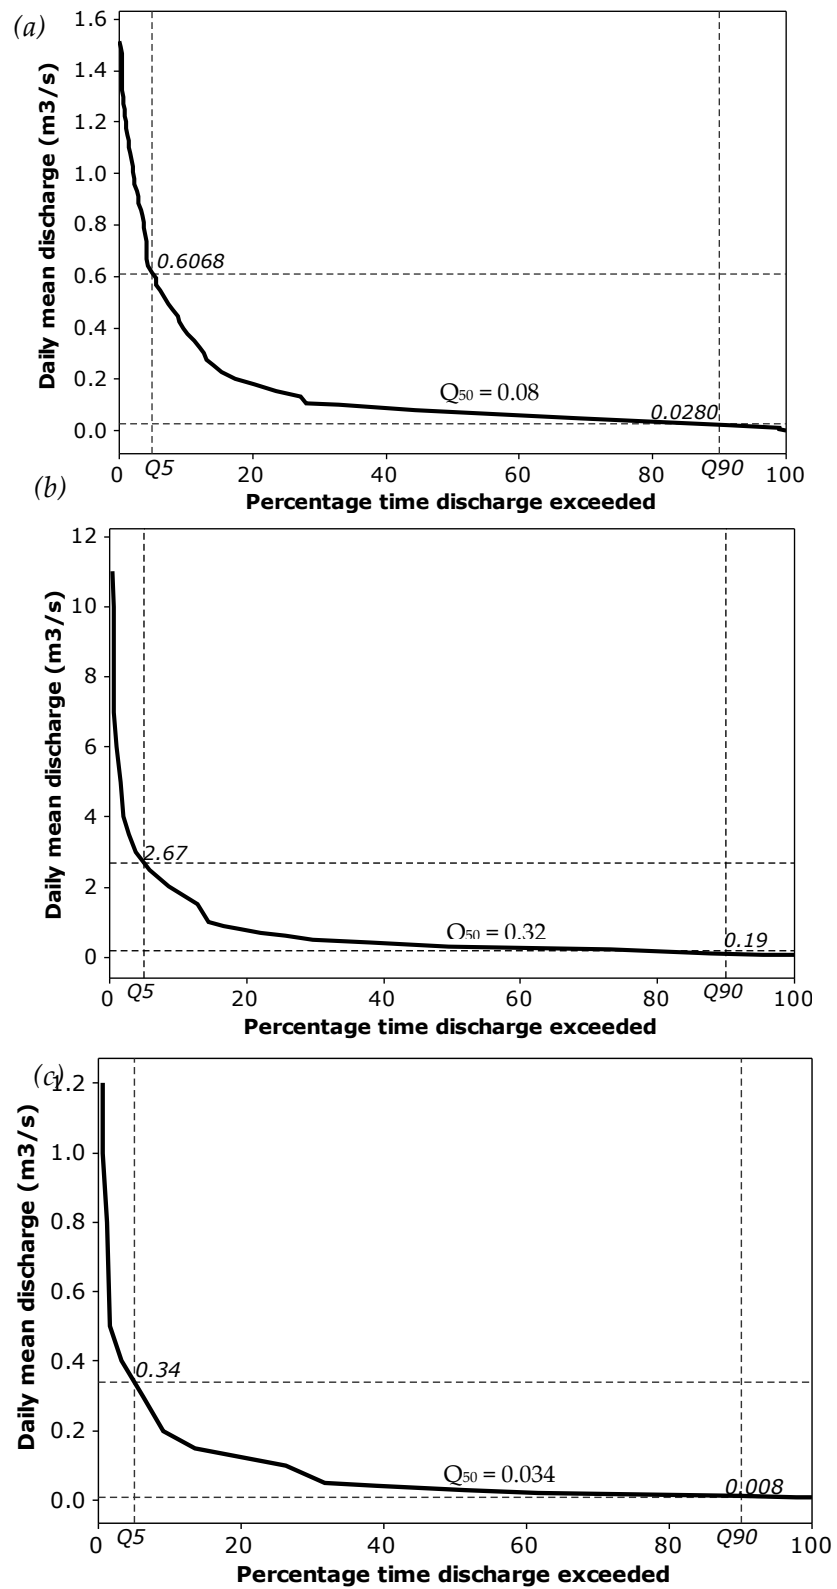 (a)
1.6
1.4
1.2
1.0
0.8
0.6
0.4
0.2
0.0
Daily mean discharge (m3/s)
0.6068
Q50 = 0.08
0.0280
0 Q5 20 40 60 80 Q90 100
Percentage time discharge exceeded
(b)
12
10
8
6
4
2
0
Daily mean discharge (m3/s)
2.67
Q50 = 0.32
0.19
0 Q5 20 40 60 80 Q90 100
Percentage time discharge exceeded
(c)
1.2
1.0
0.8
0.6
0.4
0.2
0.0
Daily mean discharge (m3/s)
0.34
Q50 = 0.034
0.008
0 Q5 20 40 60 80 Q90 100
Percentage time discharge exceeded